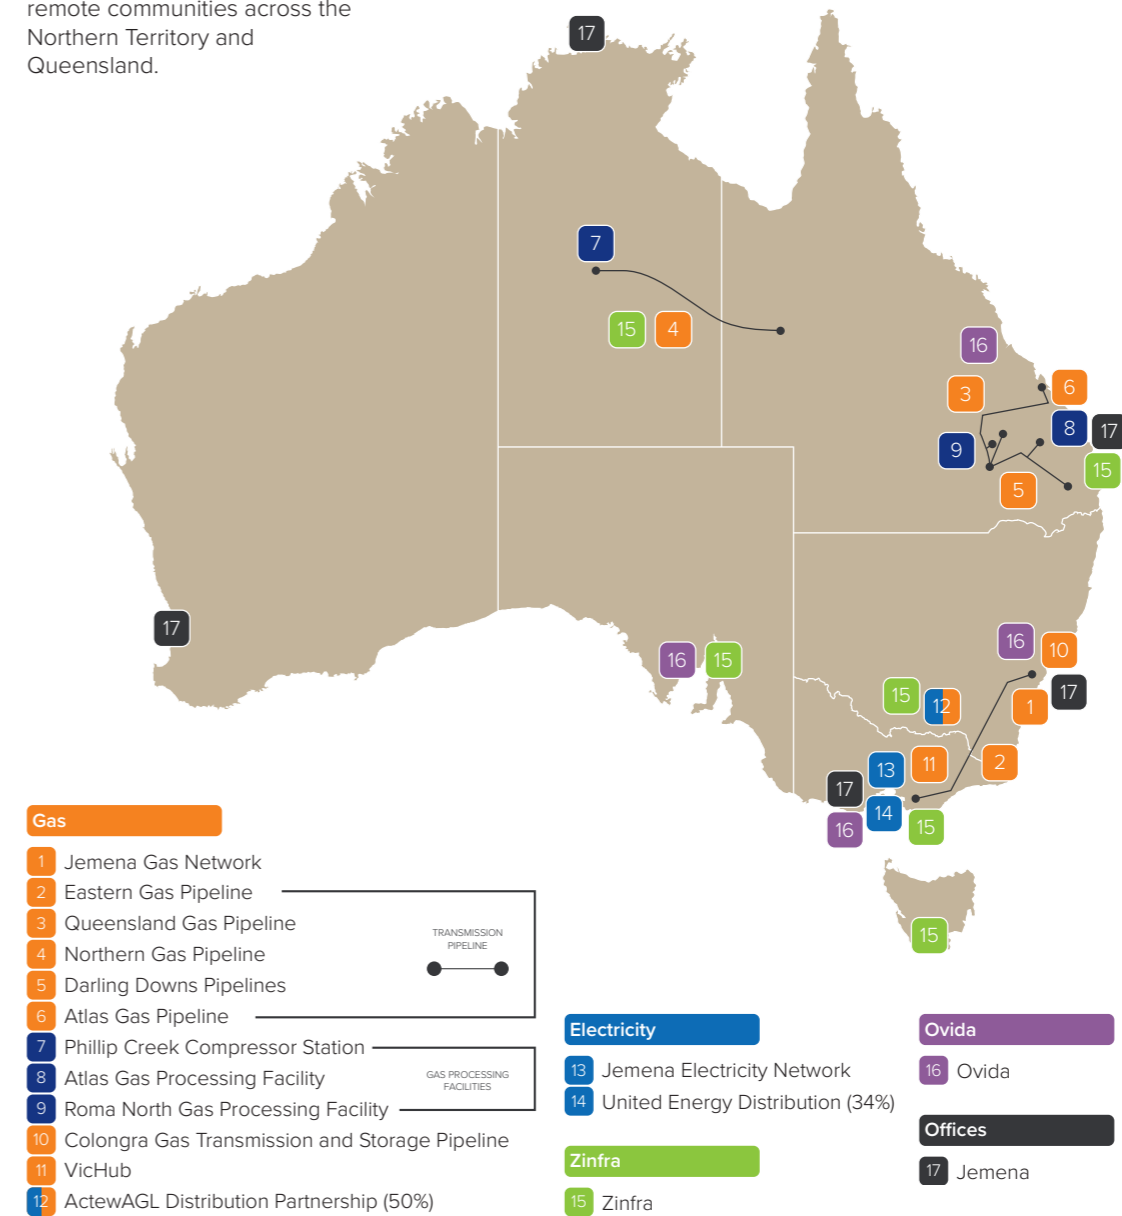 remote communities across the
Northern Territory and
Queensland.
17
7
15 4
16
3
6
8
17
9
15
5
17
16
10
16 15
15
12
1
17
13
11
2
17
14
16
15
15
Gas
1 Jemena Gas Network
2 Eastern Gas Pipeline
3 Queensland Gas Pipeline
4 Northern Gas Pipeline
5 Darling Downs Pipelines
6 Atlas Gas Pipeline
7 Phillip Creek Compressor Station
8 Atlas Gas Processing Facility
9 Roma North Gas Processing Facility
10 Colongra Gas Transmission and Storage Pipeline
11 VicHub
12 ActewAGL Distribution Partnership (50%)
TRANSMISSION
PIPELINE
GAS PROCESSING
FACILITIES
Electricity
13 Jemena Electricity Network
14 United Energy Distribution (34%)
Zinfra
15 Zinfra
Ovida
16 Ovida
Offices
17 Jemena